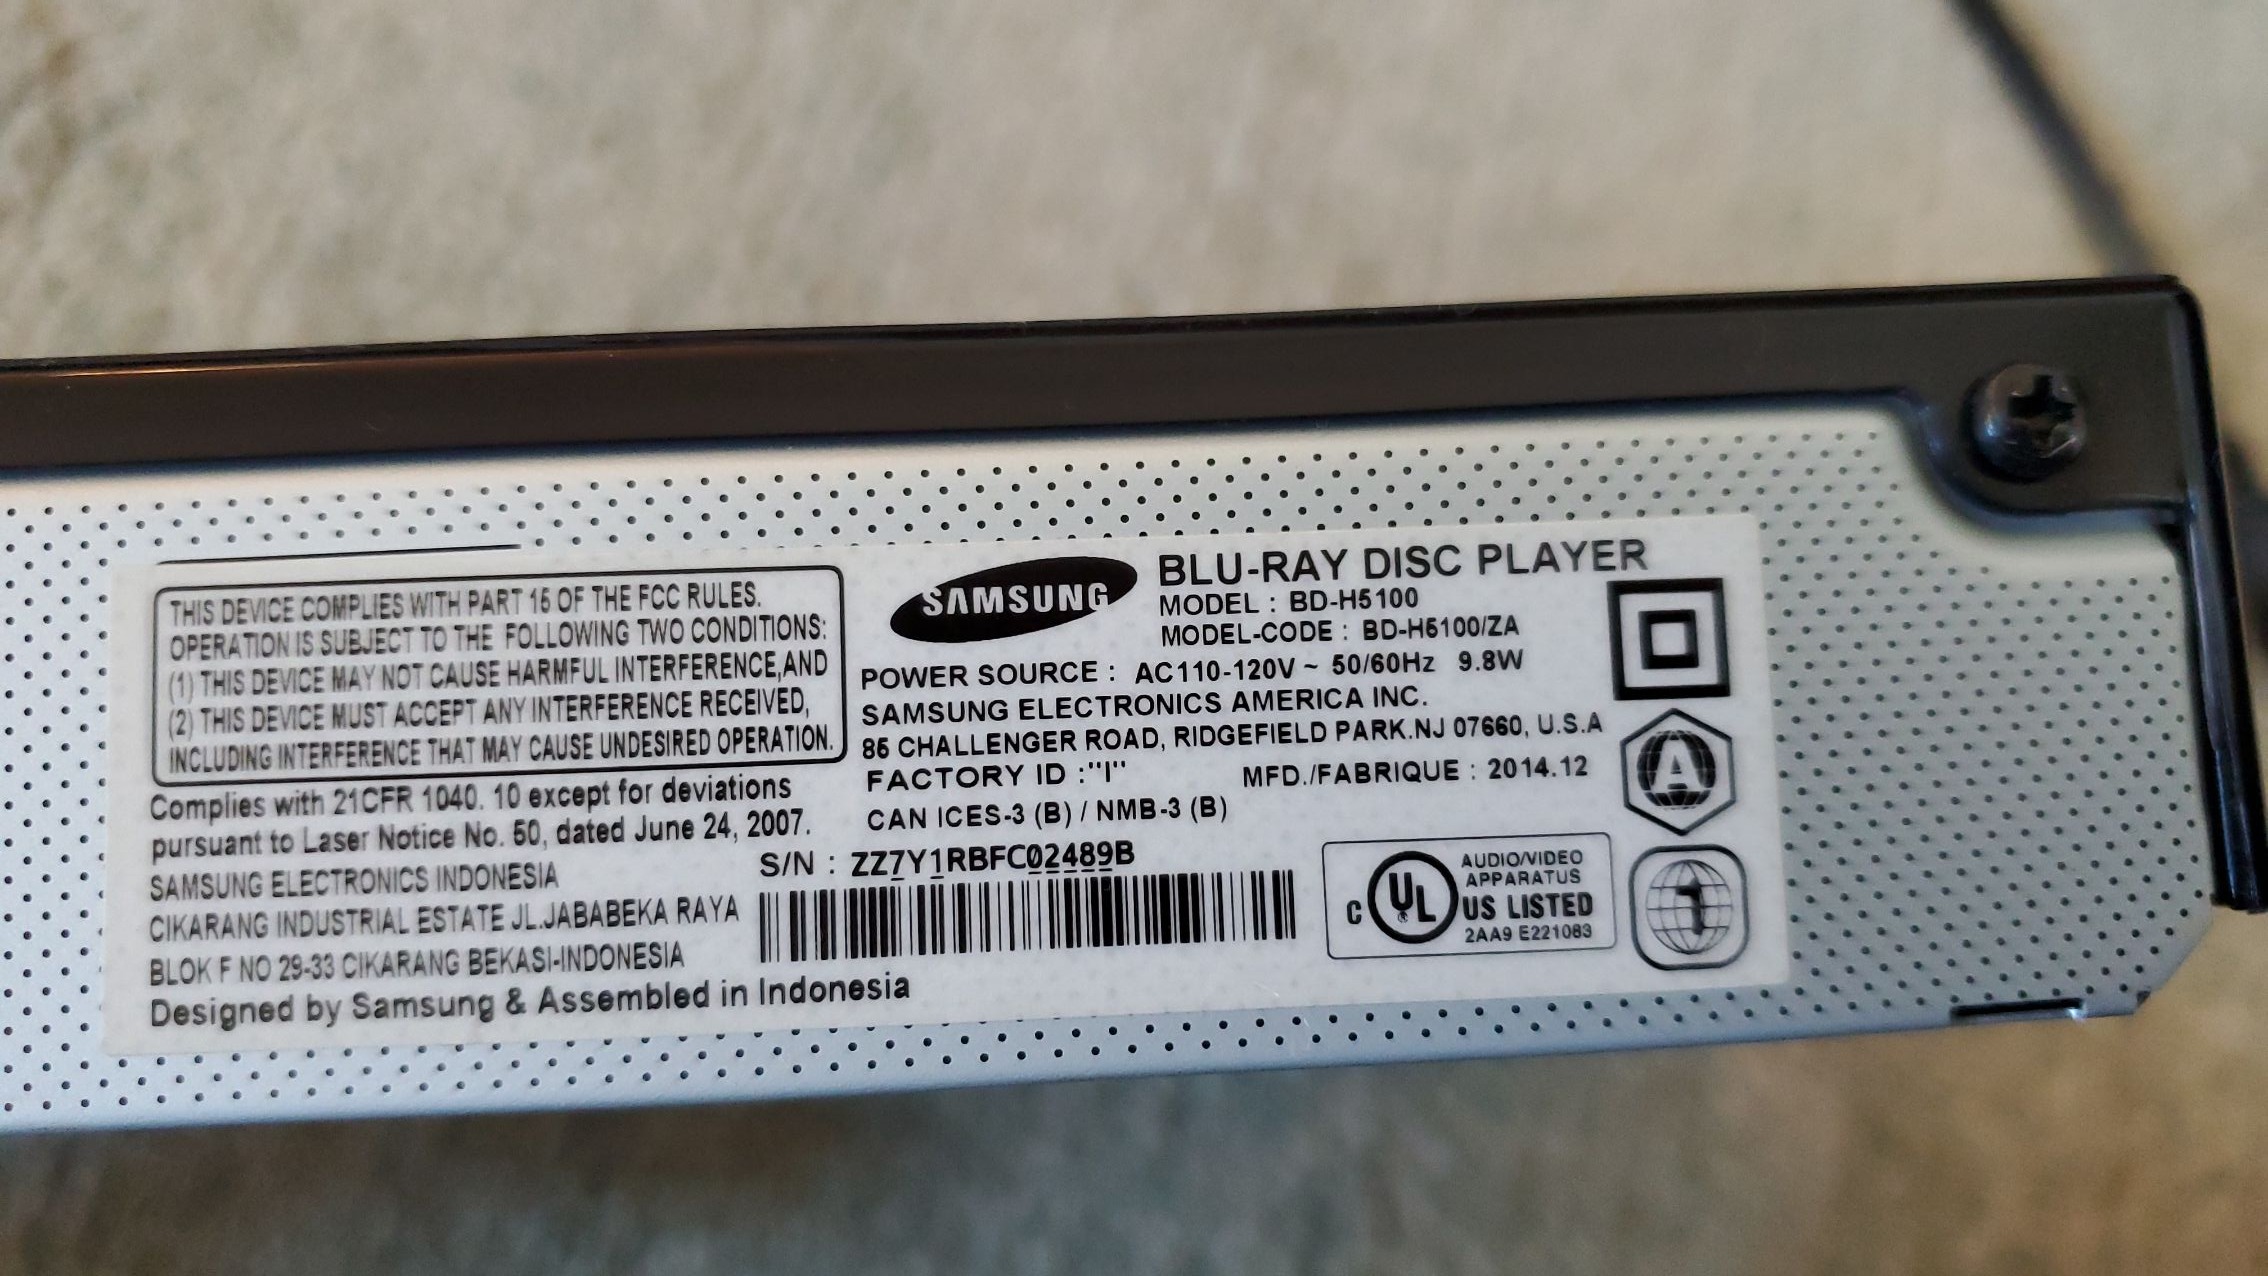 THIS DEVICE COMPLIES WITH PART 15 OF THE FCC RULES.
OPERATION IS SUBJECT TO THE FOLLOWING TWO CONDITIONS:
(1) THIS DEVICE MAY NOT CAUSE HARMFUL INTERFERENCE,AND
(2) THIS DEVICE MUST ACCEPT ANY INTERFERENCE RECEIVED,
INCLUDING INTERFERENCE THAT MAY CAUSE UNDESIRED OPERATION.
Complies with 21CFR 1040. 10 except for deviations
pursuant to Laser Notice No. 50, dated June 24, 2007.
SAMSUNG ELECTRONICS INDONESIA
CIKARANG INDUSTRIAL ESTATE JL.JABABEKA RAYA
BLOK F NO 29-33 CIKARANG BEKASI-INDONESIA
Designed by Samsung & Assembled in Indonesia
SAMSUNG
BLU-RAY DISC PLAYER
MODEL : BD-H5100
MODEL-CODE : BD-H5100/ZA
POWER SOURCE : AC110-120V ~ 50/60Hz 9.8W
SAMSUNG ELECTRONICS AMERICA INC.
85 CHALLENGER ROAD, RIDGEFIELD PARK.NJ 07660, U.S.A
FACTORY ID :"I" MFD./FABRIQUE : 2014.12
CAN ICES-3 (B) / NMB-3 (B)
S/N : ZZ7Y1RBFC02489B
C UL ® US LISTED
AUDIO/VIDEO
APPARATUS
2AA9 E221083
A
1